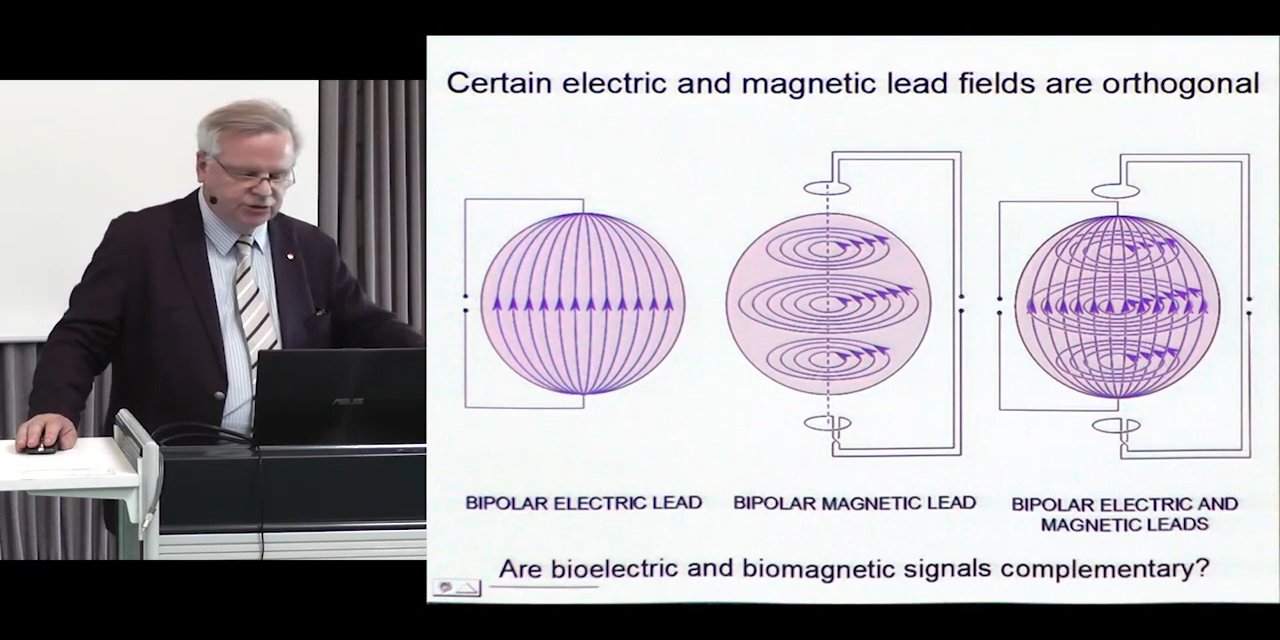 Certain electric and magnetic lead fields are orthogonal
BIPOLAR ELECTRIC LEAD
BIPOLAR MAGNETIC LEAD
BIPOLAR ELECTRIC AND
MAGNETIC LEADS
Are bioelectric and biomagnetic signals complementary?
ASUS